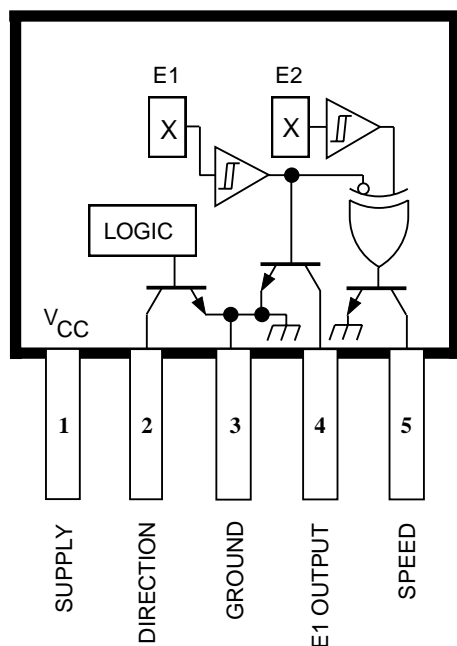 E1 E2
X X
LOGIC
VCC
1 2 3 4 5
SUPPLY
DIRECTION
GROUND
E1 OUTPUT
SPEED